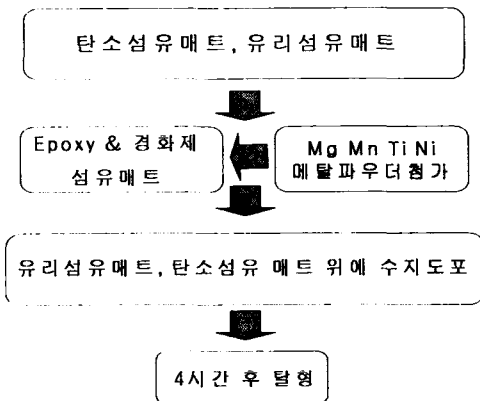 탄소섬유매트, 유리섬유매트
Epoxy & 경화제
섬유매트
Mg Mn Ti Ni
메탈파우더첨가
유리섬유매트, 탄소섬유 매트 위에 수지도포
4시간 후 탈형